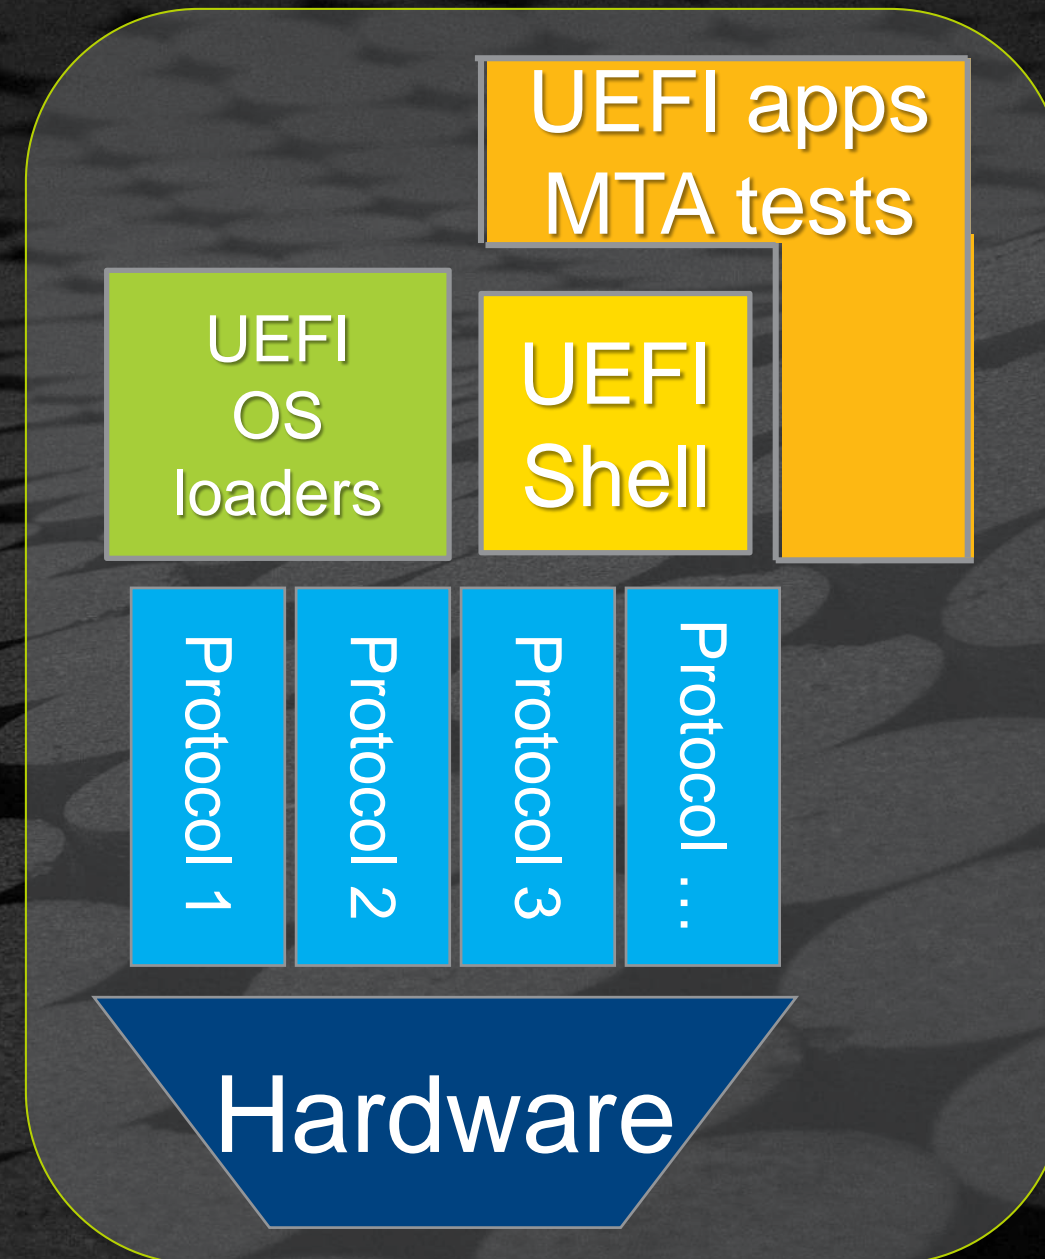 UEFI apps
MTA tests
UEFI
OS
loaders
UEFI
Shell
Protocol 1
Protocol 2
Protocol 3
Protocol …
Hardware